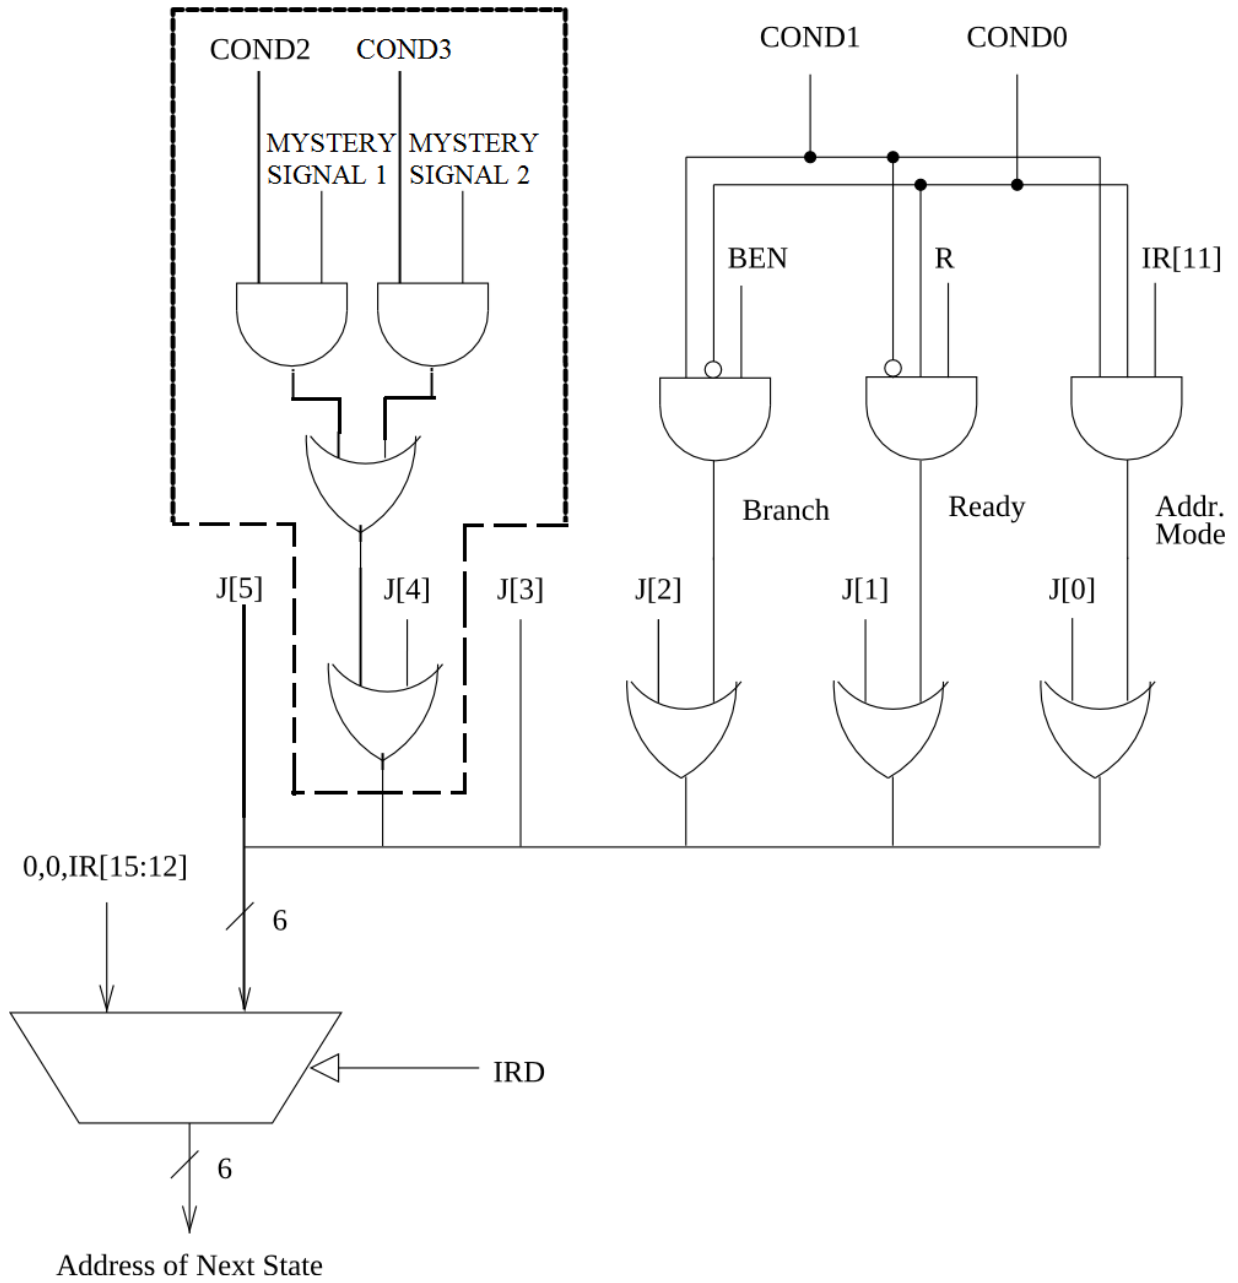 COND2
COND3
COND1
COND0
MYSTERY
SIGNAL 1
MYSTERY
SIGNAL 2
BEN
R
IR[11]
Branch
Ready
Addr.
Mode
J[5]
J[4]
J[3]
J[2]
J[1]
J[0]
0,0,IR[15:12]
6
IRD
6
Address of Next State